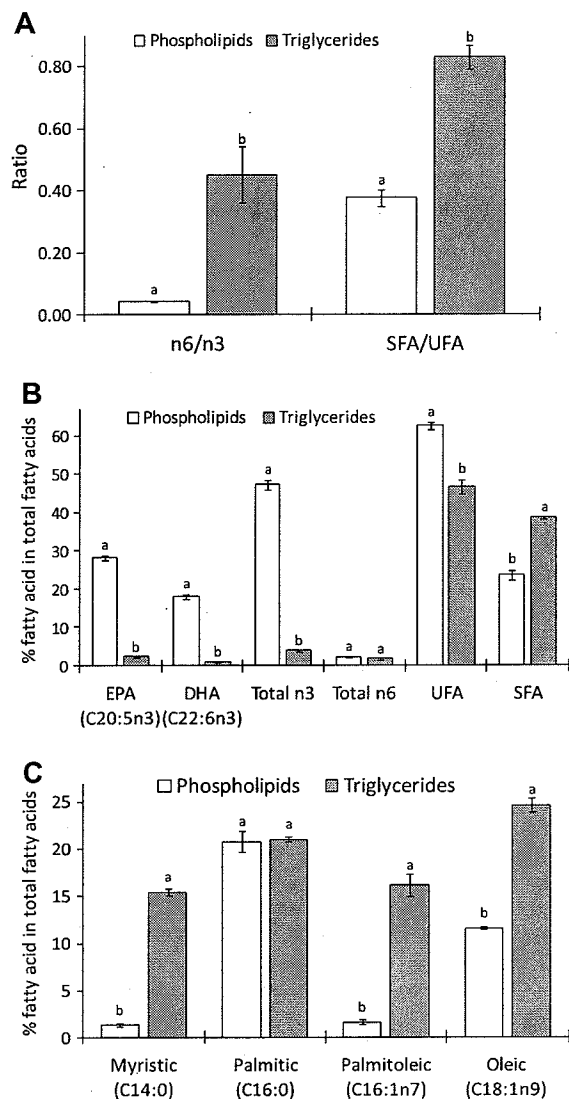 A
Phospholipids Triglycerides
0.80
0.60
0.40
0.20
0.00
Ratio
a
b
a
b
n6/n3 SFA/UFA
B
Phospholipids Triglycerides
60
50
40
30
20
10
0
% fatty acid in total fatty acids
a
b
a
b
a
b
a
a
a
b
b
a
EPA DHA Total n3 Total n6 UFA SFA
(C20:5n3)(C22:6n3)
C
Phospholipids Triglycerides
25
20
15
10
5
0
% fatty acid in total fatty acids
b
a
a
a
b
a
b
a
Myristic Palmitic Palmitoleic Oleic
(C14:0) (C16:0) (C16:1n7) (C18:1n9)